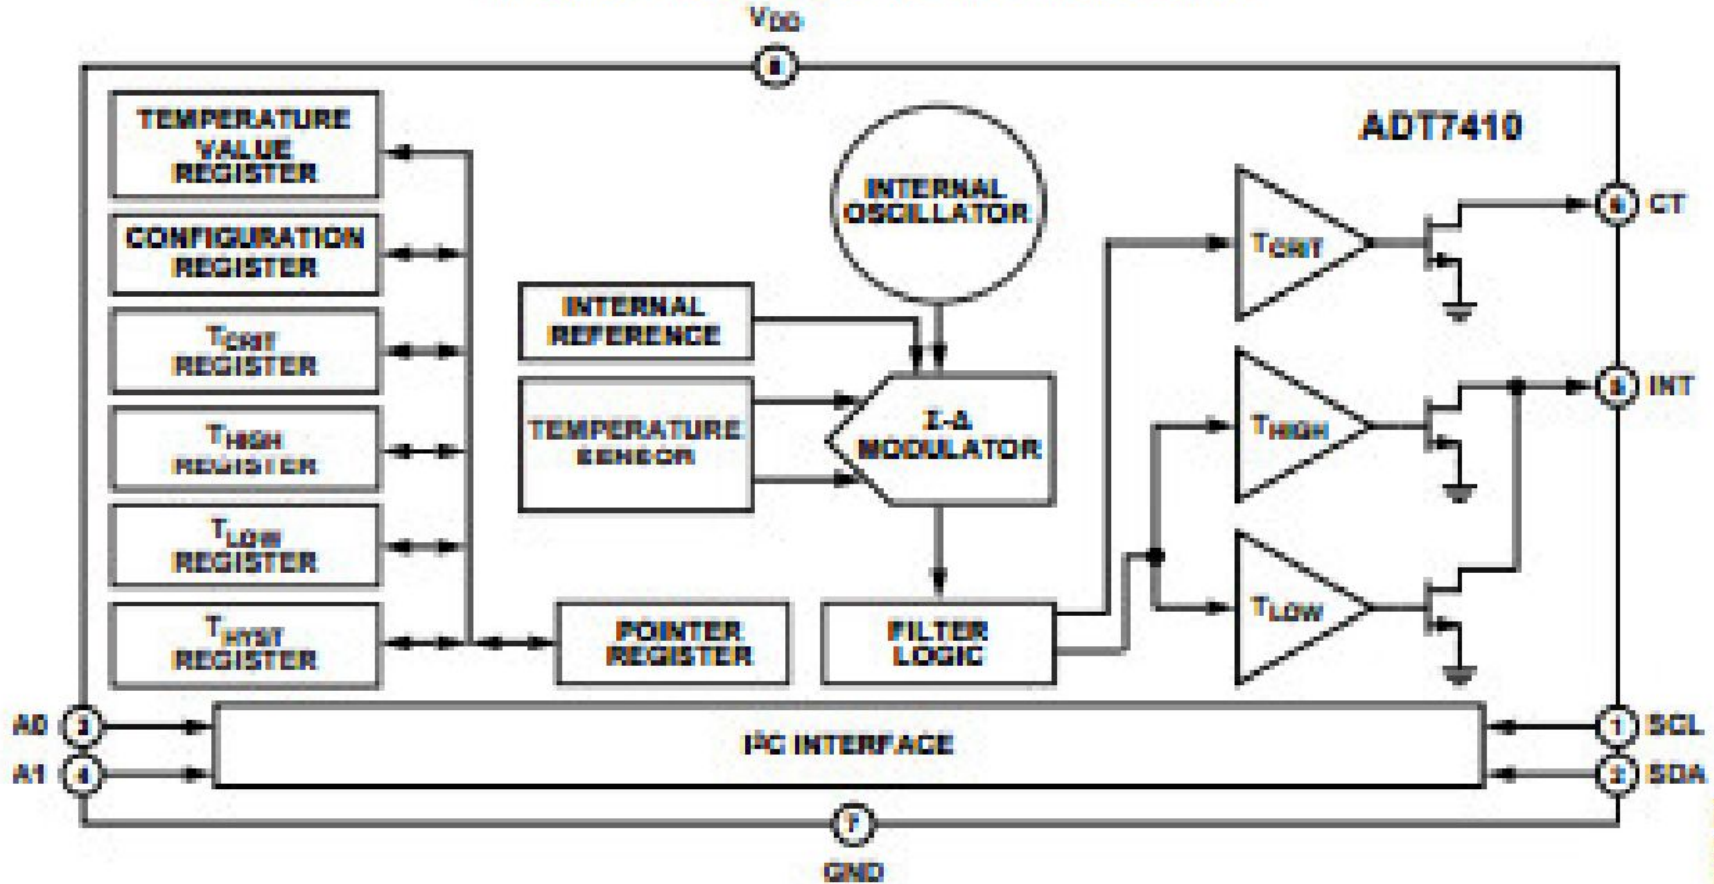 VDD
8
ADT7410
TEMPERATURE
VALUE
REGISTER
CONFIGURATION
REGISTER
TCRIT
REGISTER
THIGH
REGISTER
TLOW
REGISTER
THYST
REGISTER
INTERNAL
OSCILLATOR
INTERNAL
REFERENCE
TEMPERATURE
SENSOR
Σ-Δ
MODULATOR
POINTER
REGISTER
FILTER
LOGIC
TCRIT
THIGH
TLOW
6 CT
5 INT
A0 3
A1 4
I²C INTERFACE
1 SCL
2 SDA
7
GND